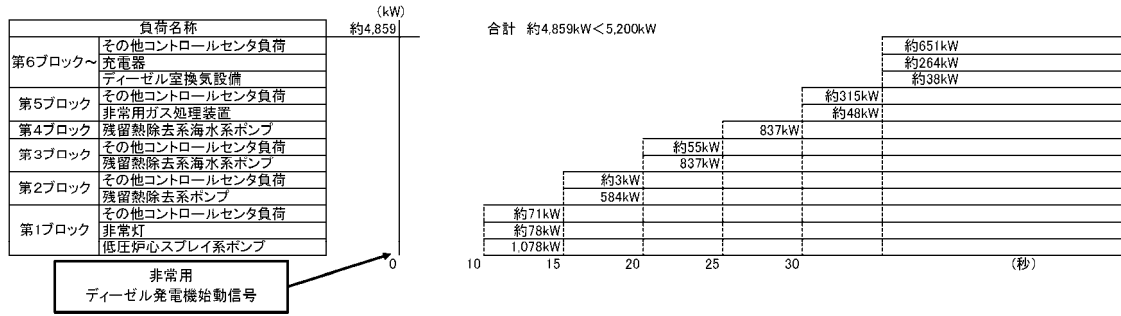 (kW)
負荷名称 約4,859 合計 約4,859kW＜5,200kW
第6ブロック～ その他コントロールセンタ負荷 約651kW
充電器 約264kW
ディーゼル室換気設備 約38kW
第5ブロック その他コントロールセンタ負荷 約315kW
非常用ガス処理装置 約48kW
第4ブロック 残留熱除去系海水系ポンプ 837kW
第3ブロック その他コントロールセンタ負荷 約55kW
残留熱除去系海水系ポンプ 837kW
第2ブロック その他コントロールセンタ負荷 約3kW
残留熱除去系ポンプ 584kW
第1ブロック その他コントロールセンタ負荷 約71kW
非常灯 約78kW
低圧炉心スプレイ系ポンプ 1,078kW
0 10 15 20 25 30 (秒)
非常用
ディーゼル発電機始動信号